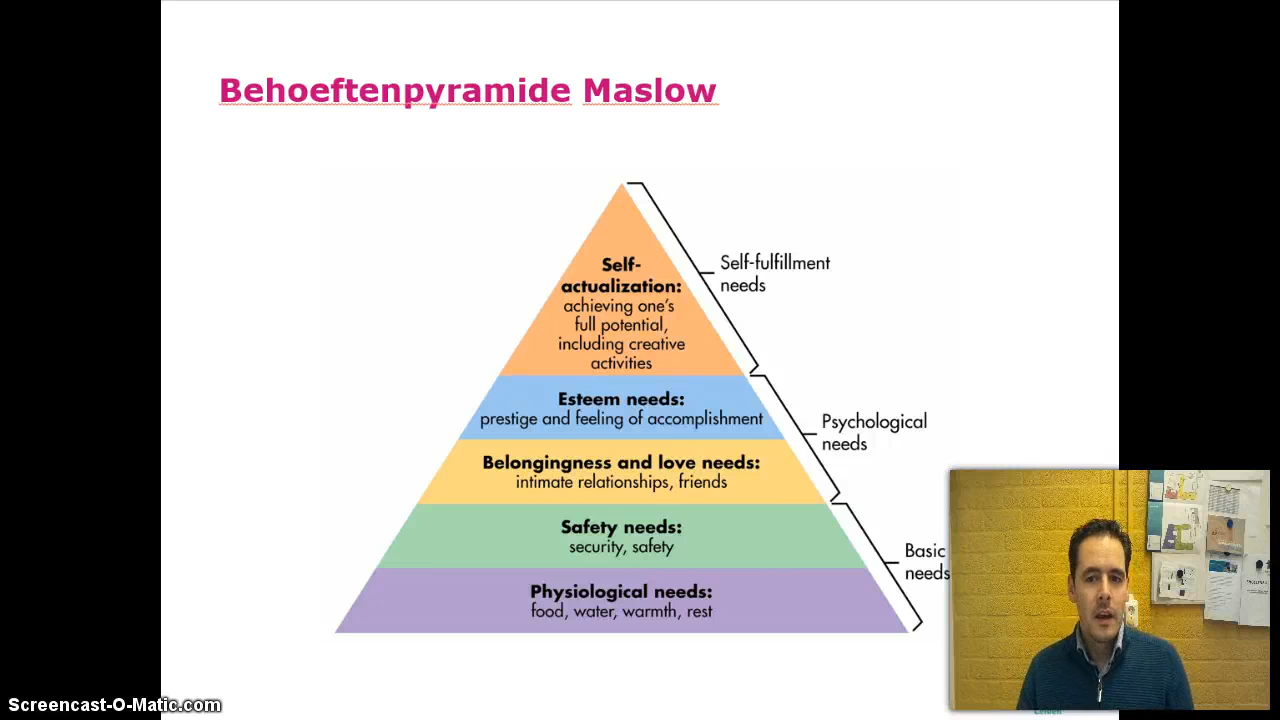 Behoeftenpyramide Maslow
Self-
actualization:
achieving one's
full potential,
including creative
activities
Self-fulfillment
needs
Esteem needs:
prestige and feeling of accomplishment
Psychological
needs
Belongingness and love needs:
intimate relationships, friends
Safety needs:
security, safety
Basic
needs
Physiological needs:
food, water, warmth, rest
Screencast-O-Matic.com